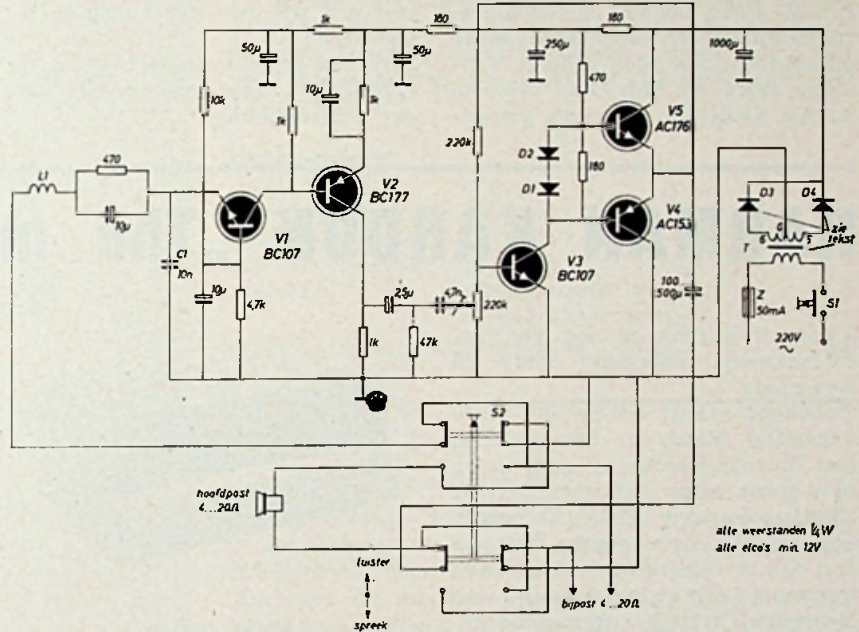 1k
180
180
50µ
50µ
250µ
1000µ
10µ
1k
470
V5
AC176
10k
1k
220k
D2
180
470
L1
V2
BC177
D1
D3
D4
V4
AC153
zie
tekst
10µ
V1
BC107
6
0
5
T
V3
BC107
C1
10n
100
500µ
Z
50mA
S1
10µ
4,7k
2,5µ
4,7n
220k
1k
47k
220V
~
S2
hoofdpost
4...20Ω
alle weerstanden ¼W
alle elco's min. 12V
luister
bijpost 4...20Ω
spreek